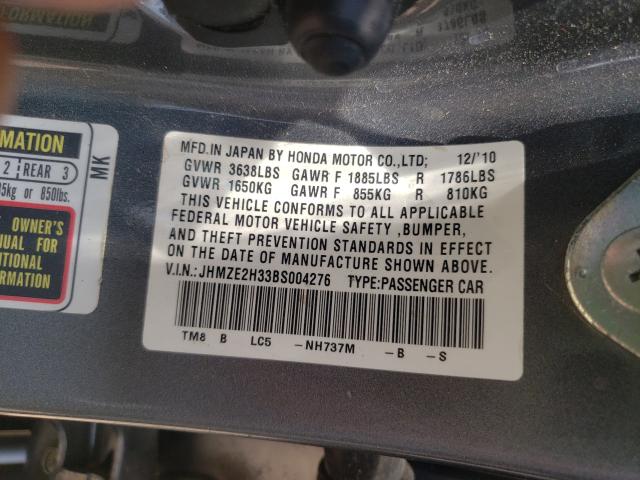 MFD.IN JAPAN BY HONDA MOTOR CO.,LTD; 12/'10
GVWR 3638LBS GAWR F 1885LBS R 1786LBS
GVWR 1650KG GAWR F 855KG R 810KG
THIS VEHICLE CONFORMS TO ALL APPLICABLE
FEDERAL MOTOR VEHICLE SAFETY ,BUMPER,
AND THEFT PREVENTION STANDARDS IN EFFECT
ON THE DATE OF MANUFACTURE SHOWN ABOVE.
V.I.N.: JHMZE2H33BS004276 TYPE:PASSENGER CAR
TM8 B LC5 -NH737M -B -S
MATION
2 REAR 3
5kg or 850lbs.
OWNER'S
NUAL FOR
ITIONAL
FORMATION
MK